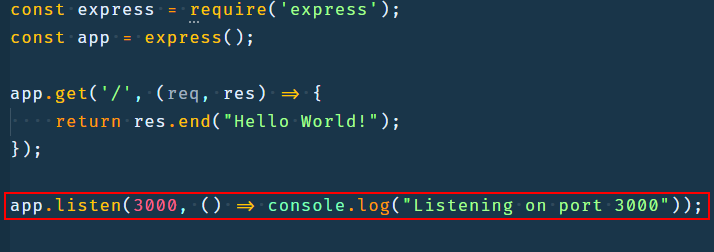 const express = require('express');
const app = express();
app.get('/', (req, res) => {
return res.end("Hello World!");
});
app.listen(3000, () => console.log("Listening on port 3000"));